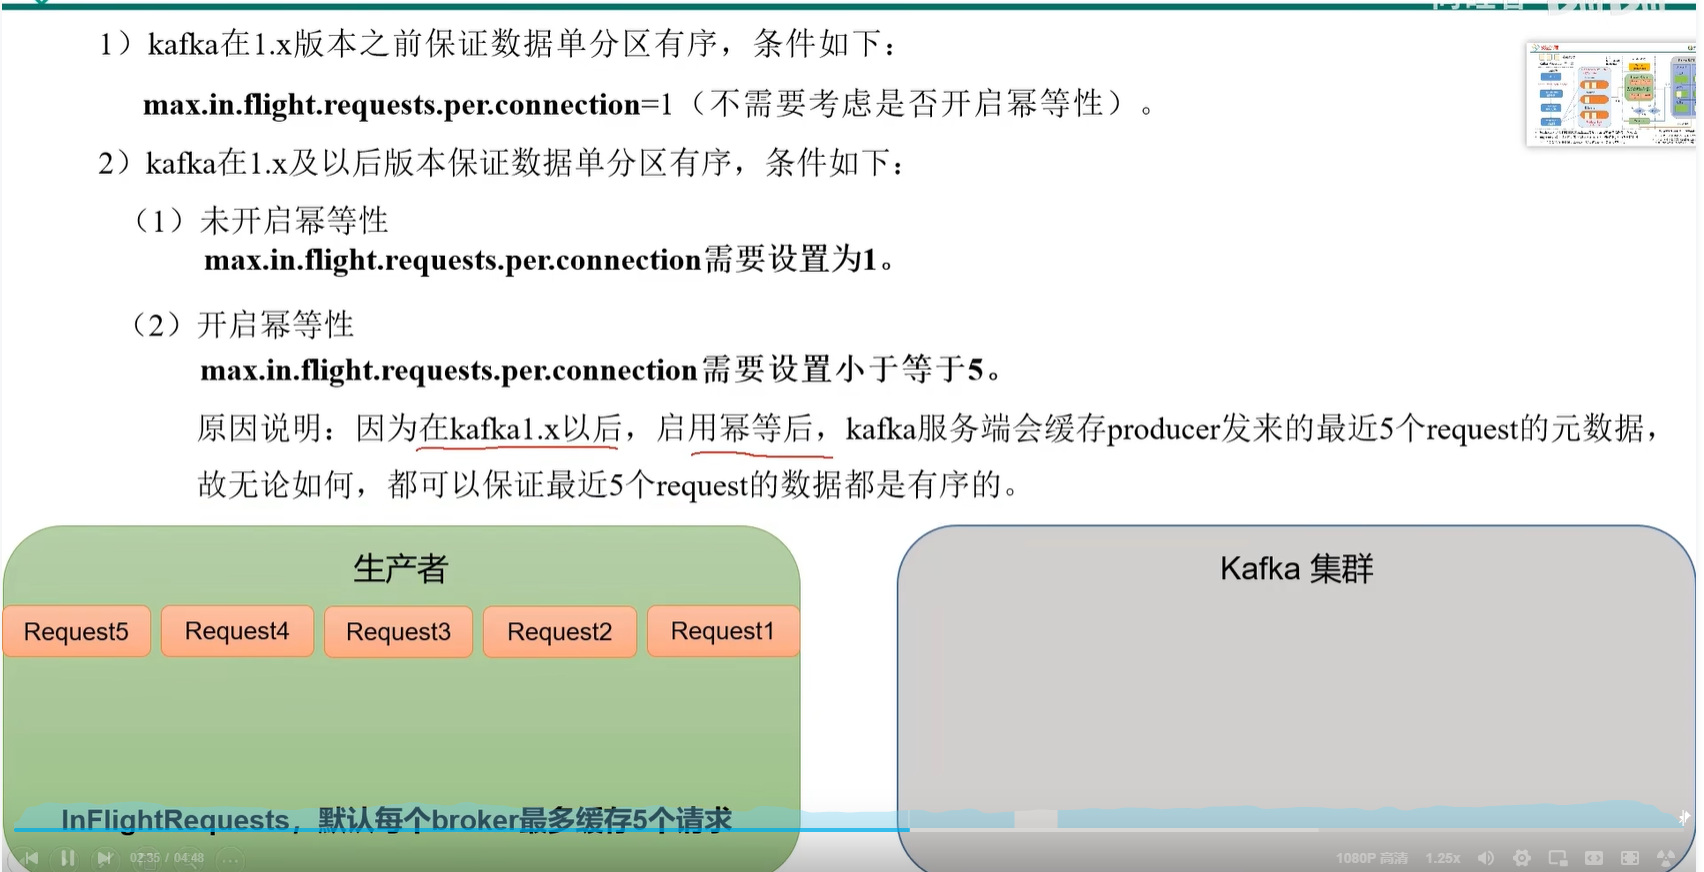 1）kafka在1.x版本之前保证数据单分区有序，条件如下：
max.in.flight.requests.per.connection=1（不需要考虑是否开启幂等性）。
2）kafka在1.x及以后版本保证数据单分区有序，条件如下：
（1）未开启幂等性
max.in.flight.requests.per.connection需要设置为1。
（2）开启幂等性
max.in.flight.requests.per.connection需要设置小于等于5。
原因说明：因为在kafka1.x以后，启用幂等后，kafka服务端会缓存producer发来的最近5个request的元数据，
故无论如何，都可以保证最近5个request的数据都是有序的。
生产者
Kafka 集群
Request5 Request4 Request3 Request2 Request1
InFlightRequests，默认每个broker最多缓存5个请求
02:35 / 04:48
1080P 高清 1.25x